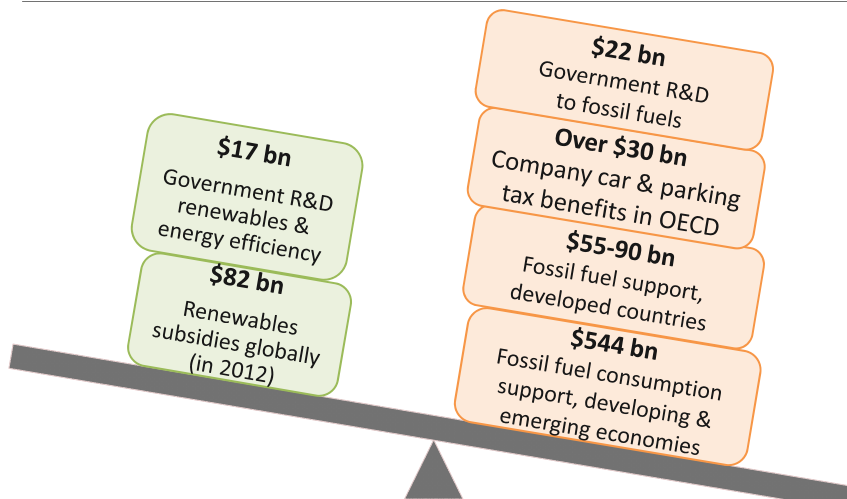 $17 bn
Government R&D
renewables &
energy efficiency
$82 bn
Renewables
subsidies globally
(in 2012)
$22 bn
Government R&D
to fossil fuels
Over $30 bn
Company car & parking
tax benefits in OECD
$55-90 bn
Fossil fuel support,
developed countries
$544 bn
Fossil fuel consumption
support, developing &
emerging economies